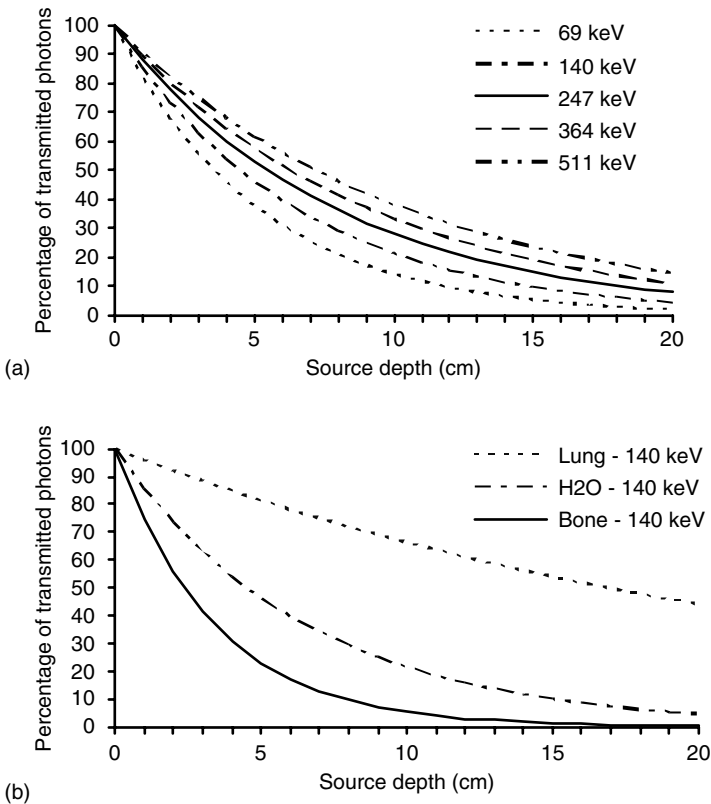 100
90
80
70
60
50
40
30
20
10
0
Percentage of transmitted photons
69 keV
140 keV
247 keV
364 keV
511 keV
0 5 10 15 20
Source depth (cm)
(a)
100
90
80
70
60
50
40
30
20
10
0
Percentage of transmitted photons
Lung - 140 keV
H2O - 140 keV
Bone - 140 keV
0 5 10 15 20
Source depth (cm)
(b)